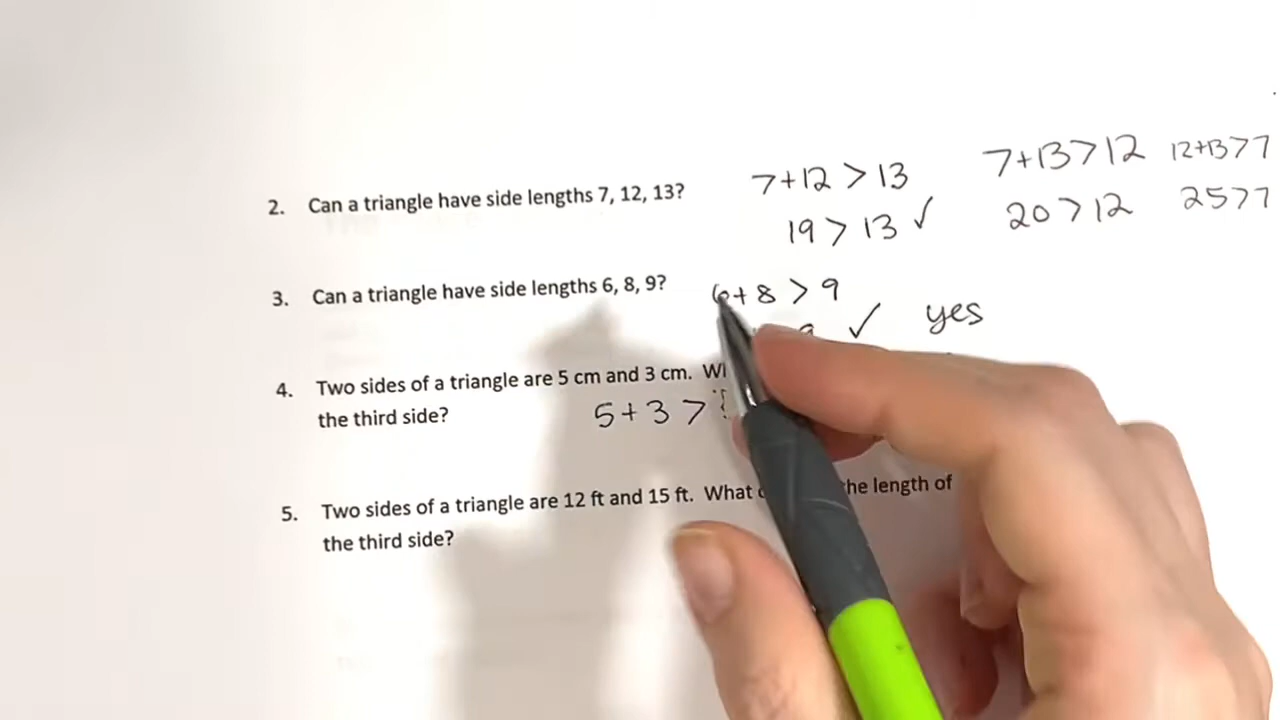 7+12 > 13
7+13>12
12+13>7
2. Can a triangle have side lengths 7, 12, 13?
19 > 13 ✓
20 > 12
25>7
3. Can a triangle have side lengths 6, 8, 9?
6+8 > 9
✓ yes
4. Two sides of a triangle are 5 cm and 3 cm.
the third side?
5+3 >
5. Two sides of a triangle are 12 ft and 15 ft. What the length of
the third side?